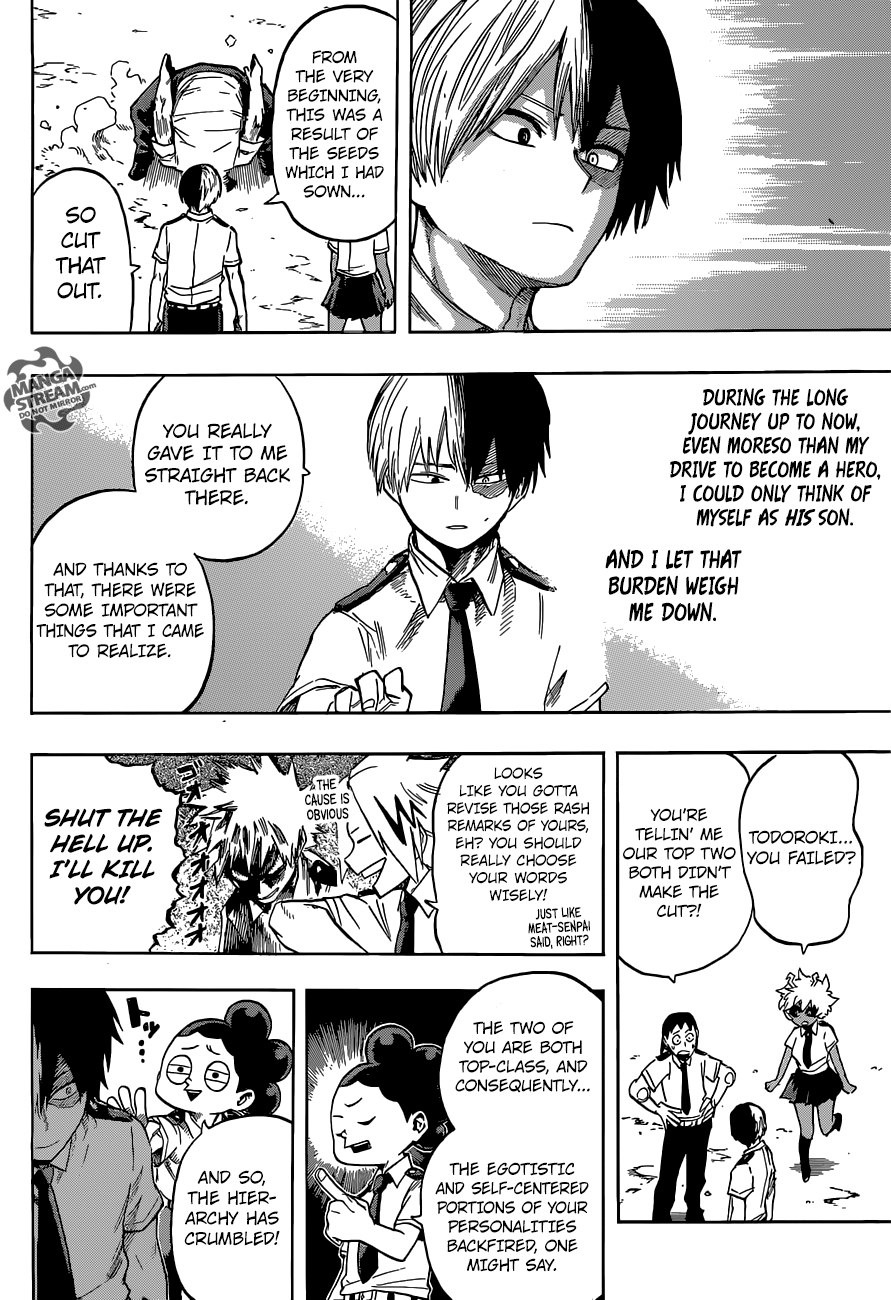 FROM
THE VERY
BEGINNING,
THIS WAS A
RESULT OF
THE SEEDS
WHICH I HAD
SOWN...
SO
CUT
THAT
OUT.
MANGA
STREAM.com
DO NOT MIRROR
DURING THE LONG
JOURNEY UP TO NOW,
EVEN MORESO THAN MY
DRIVE TO BECOME A HERO,
I COULD ONLY THINK OF
MYSELF AS HIS SON.
AND I LET THAT
BURDEN WEIGH
ME DOWN.
YOU REALLY
GAVE IT TO ME
STRAIGHT BACK
THERE.
AND THANKS TO
THAT, THERE WERE
SOME IMPORTANT
THINGS THAT I CAME
TO REALIZE.
TODOROKI...
YOU FAILED?
YOU'RE
TELLIN' ME
OUR TOP TWO
BOTH DIDN'T
MAKE THE
CUT?!
LOOKS
LIKE YOU GOTTA
REVISE THOSE RASH
REMARKS OF YOURS,
EH? YOU SHOULD
REALLY CHOOSE
YOUR WORDS
WISELY!
JUST LIKE
MEAT-SENPAI
SAID, RIGHT?
THE
CAUSE IS
OBVIOUS
ゴオオオオ
SHUT THE
HELL UP.
I'LL KILL
YOU!
THE TWO OF
YOU ARE BOTH
TOP-CLASS, AND
CONSEQUENTLY...
THE EGOTISTIC
AND SELF-CENTERED
PORTIONS OF YOUR
PERSONALITIES
BACKFIRED, ONE
MIGHT SAY.
AND SO,
THE HIER-
ARCHY HAS
CRUMBLED!